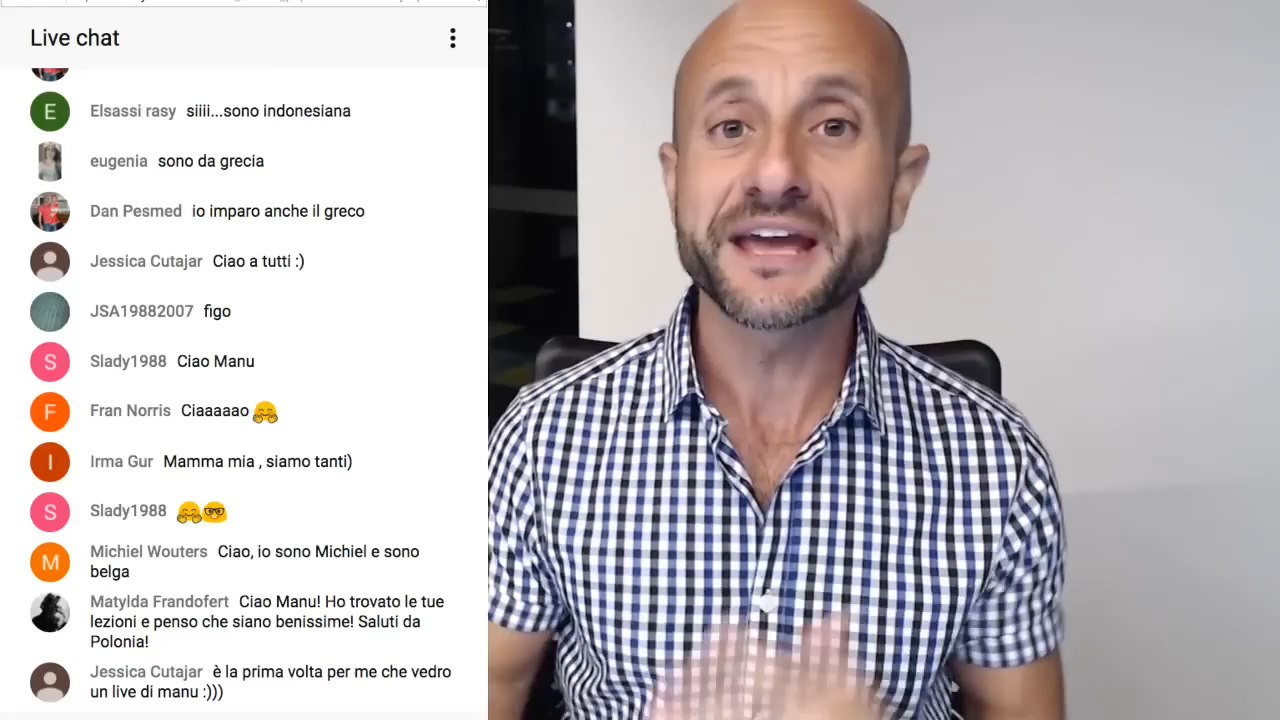 Live chat
E
Elsassi rasy siiii...sono indonesiana
eugenia sono da grecia
Dan Pesmed io imparo anche il greco
Jessica Cutajar Ciao a tutti :)
JSA19882007 figo
S
Slady1988 Ciao Manu
F
Fran Norris Ciaaaaao 🤗
I
Irma Gur Mamma mia , siamo tanti)
S
Slady1988 🤗🤓
M
Michiel Wouters Ciao, io sono Michiel e sono
belga
Matylda Frandofert Ciao Manu! Ho trovato le tue
lezioni e penso che siano benissime! Saluti da
Polonia!
Jessica Cutajar è la prima volta per me che vedro
un live di manu :)))